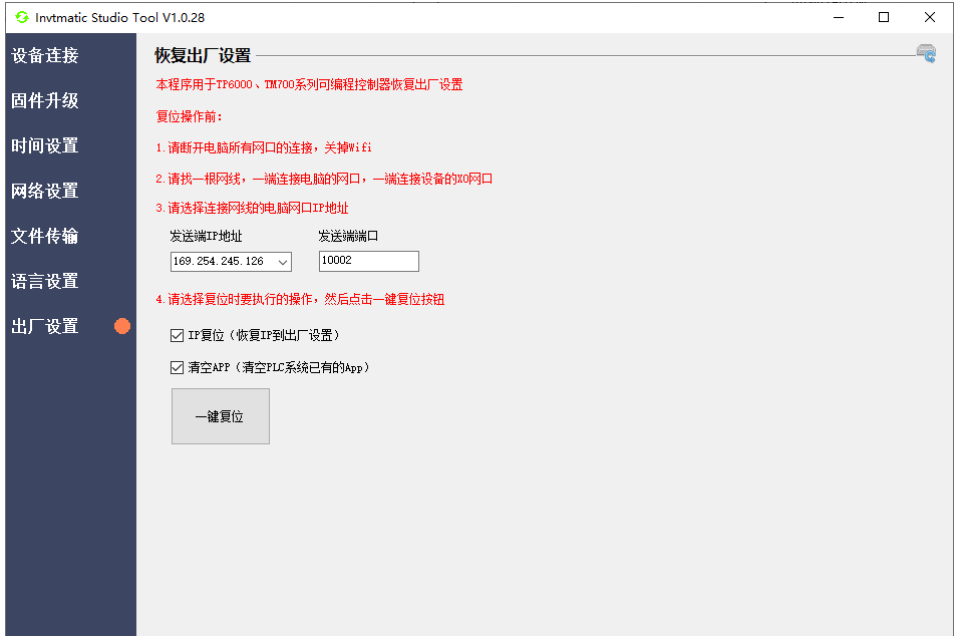 Invtmatic Studio Tool V1.0.28
设备连接
固件升级
时间设置
网络设置
文件传输
语言设置
出厂设置
恢复出厂设置
本程序用于TP6000、TM700系列可编程控制器恢复出厂设置
复位操作前:
1.请断开电脑所有网口的连接，关掉Wifi
2.请找一根网线，一端连接电脑的网口，一端连接设备的X0网口
3.请选择连接网线的电脑网口IP地址
发送端IP地址 发送端端口
169.254.245.126 10002
4.请选择复位时要执行的操作，然后点击一键复位按钮
IP复位（恢复IP到出厂设置）
清空APP（清空PLC系统已有的App）
一键复位